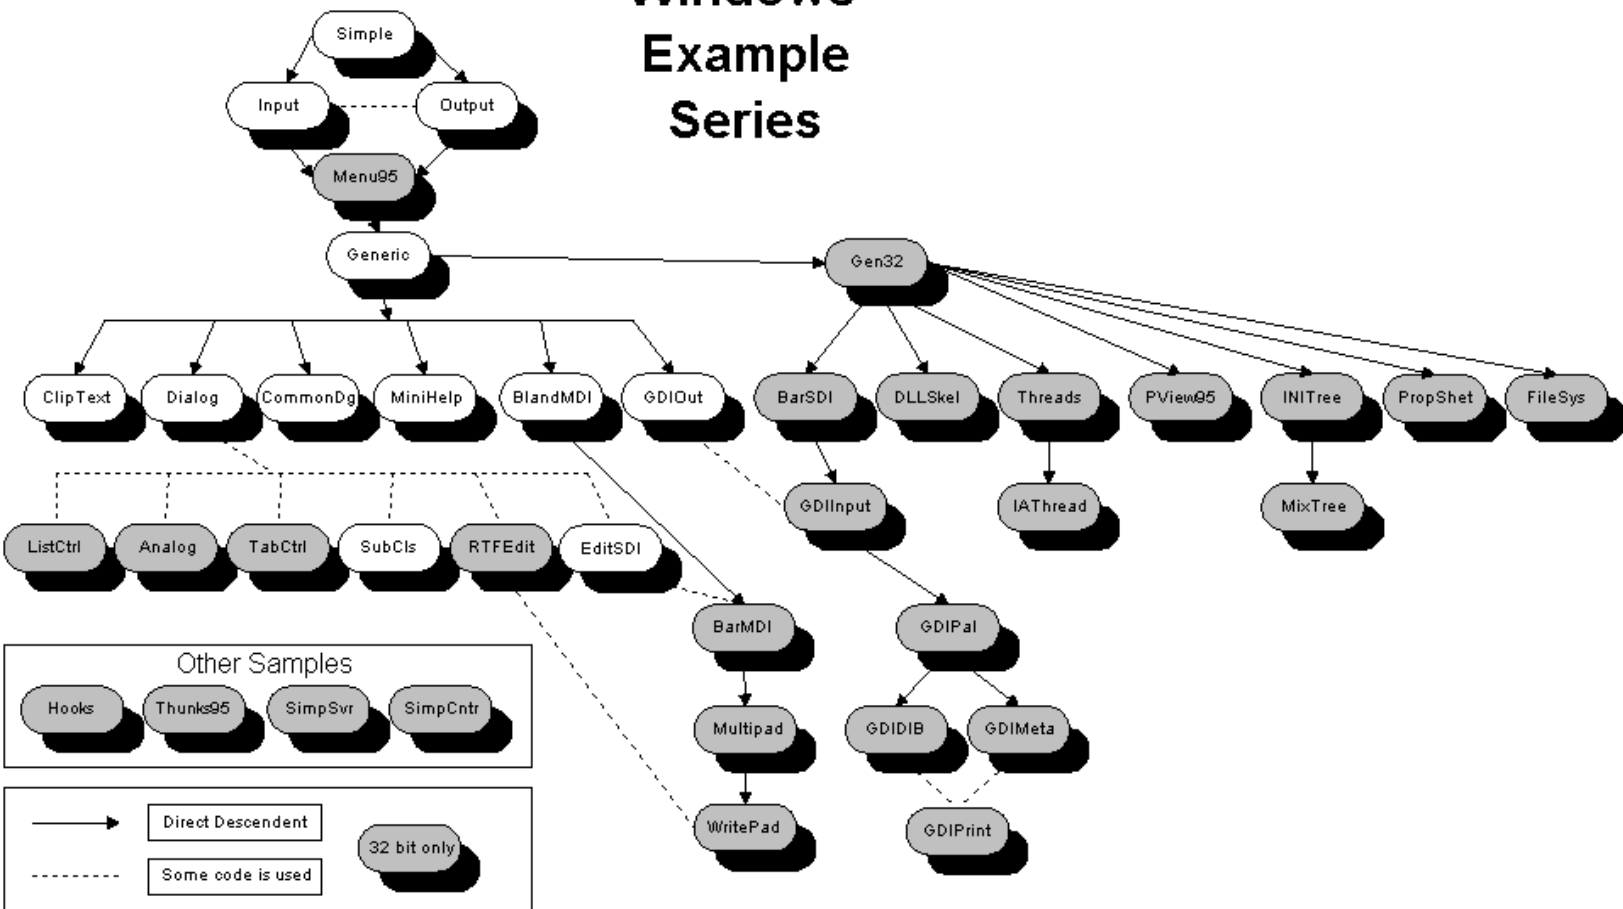 Example
Series
Simple
Input
Output
Menu95
Generic
Gen32
ClipText
Dialog
CommonDg
MiniHelp
BlandMDI
GDIOut
BarSDI
DLLSkel
Threads
PView95
INITree
PropShet
FileSys
GDIInput
IAThread
MixTree
ListCtrl
Analog
TabCtrl
SubCls
RTFEdit
EditSDI
BarMDI
GDIPal
Other Samples
Hooks
Thunks95
SimpSvr
SimpCntr
Multipad
GDIDIB
GDIMeta
Direct Descendent
32 bit only
Some code is used
WritePad
GDIPrint